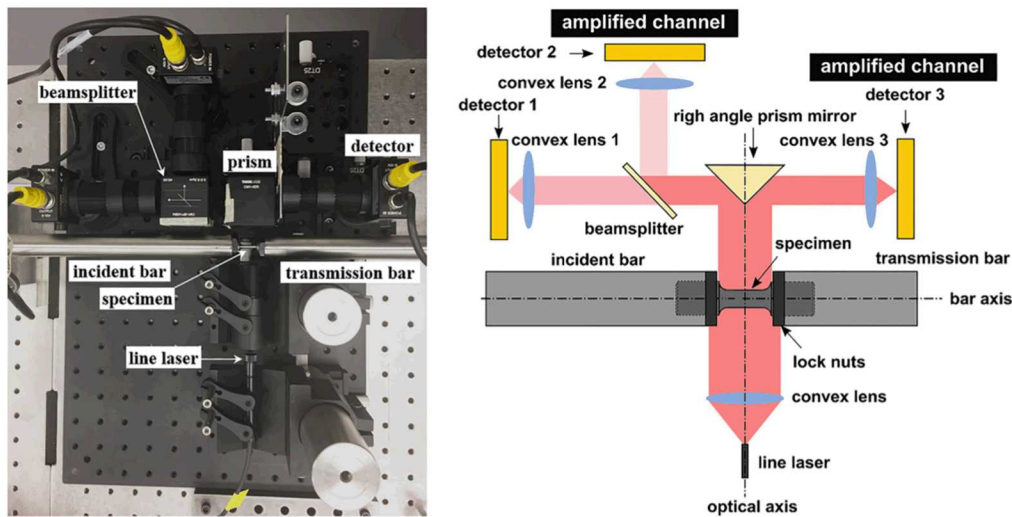 beamsplitter
prism
detector
DT25
incident bar
specimen
transmission bar
line laser
amplified channel
detector 2
convex lens 2
amplified channel
detector 3
detector 1
convex lens 1
righ angle prism mirror
convex lens 3
beamsplitter
specimen
incident bar
transmission bar
bar axis
lock nuts
convex lens
line laser
optical axis